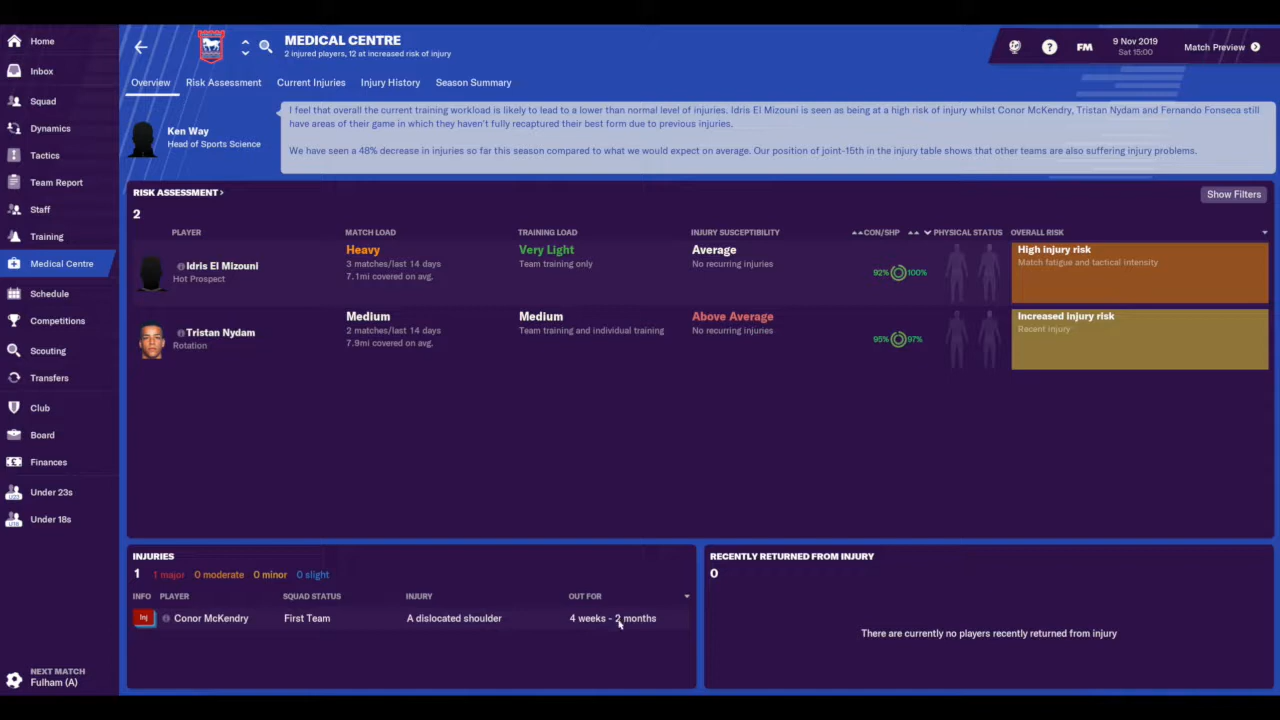 Home
MEDICAL CENTRE
2 injured players, 12 at increased risk of injury
FM
9 Nov 2019
Sat 15:00
Match Preview
Inbox
Overview
Risk Assessment
Current Injuries
Injury History
Season Summary
Squad
Dynamics
Tactics
Team Report
Staff
Training
Medical Centre
Schedule
Competitions
Scouting
Transfers
Club
Board
Finances
Under 23s
Under 18s
NEXT MATCH
Fulham (A)
Ken Way
Head of Sports Science
I feel that overall the current training workload is likely to lead to a lower than normal level of injuries. Idris El Mizouni is seen as being at a high risk of injury whilst Conor McKendry, Tristan Nydam and Fernando Fonseca still
have areas of their game in which they haven't fully recaptured their best form due to previous injuries.
We have seen a 48% decrease in injuries so far this season compared to what we would expect on average. Our position of joint-15th in the injury table shows that other teams are also suffering injury problems.
RISK ASSESSMENT >
2
Show Filters
PLAYER MATCH LOAD TRAINING LOAD INJURY SUSCEPTIBILITY CON/SHP PHYSICAL STATUS OVERALL RISK
Idris El Mizouni
Hot Prospect
Heavy
3 matches/last 14 days
7.1mi covered on avg.
Very Light
Team training only
Average
No recurring injuries
92% 100%
High injury risk
Match fatigue and tactical intensity
Tristan Nydam
Rotation
Medium
2 matches/last 14 days
7.9mi covered on avg.
Medium
Team training and individual training
Above Average
No recurring injuries
95% 97%
Increased injury risk
Recent injury
INJURIES
1 1 major 0 moderate 0 minor 0 slight
INFO PLAYER SQUAD STATUS INJURY OUT FOR
Inj Conor McKendry First Team A dislocated shoulder 4 weeks - 2 months
RECENTLY RETURNED FROM INJURY
0
There are currently no players recently returned from injury